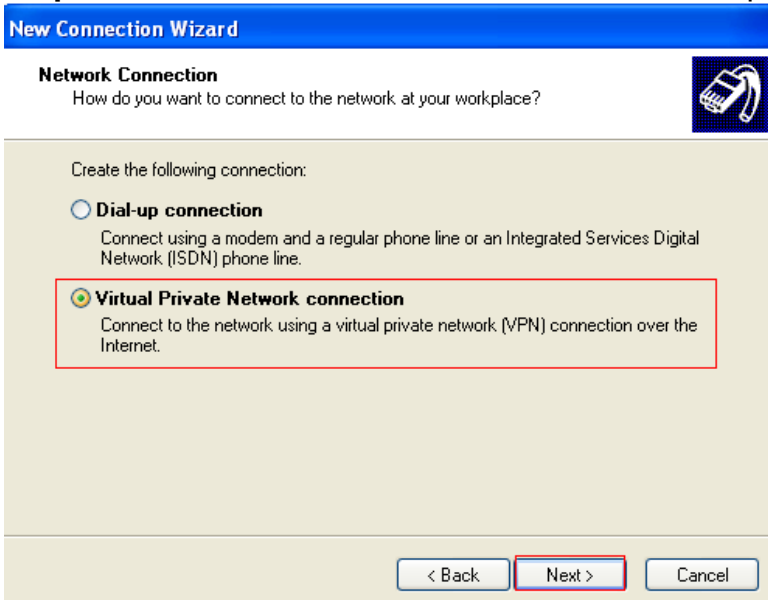 New Connection Wizard
Network Connection
How do you want to connect to the network at your workplace?
Create the following connection:
Dial-up connection
Connect using a modem and a regular phone line or an Integrated Services Digital
Network (ISDN) phone line.
Virtual Private Network connection
Connect to the network using a virtual private network (VPN) connection over the
Internet.
< Back
Next >
Cancel